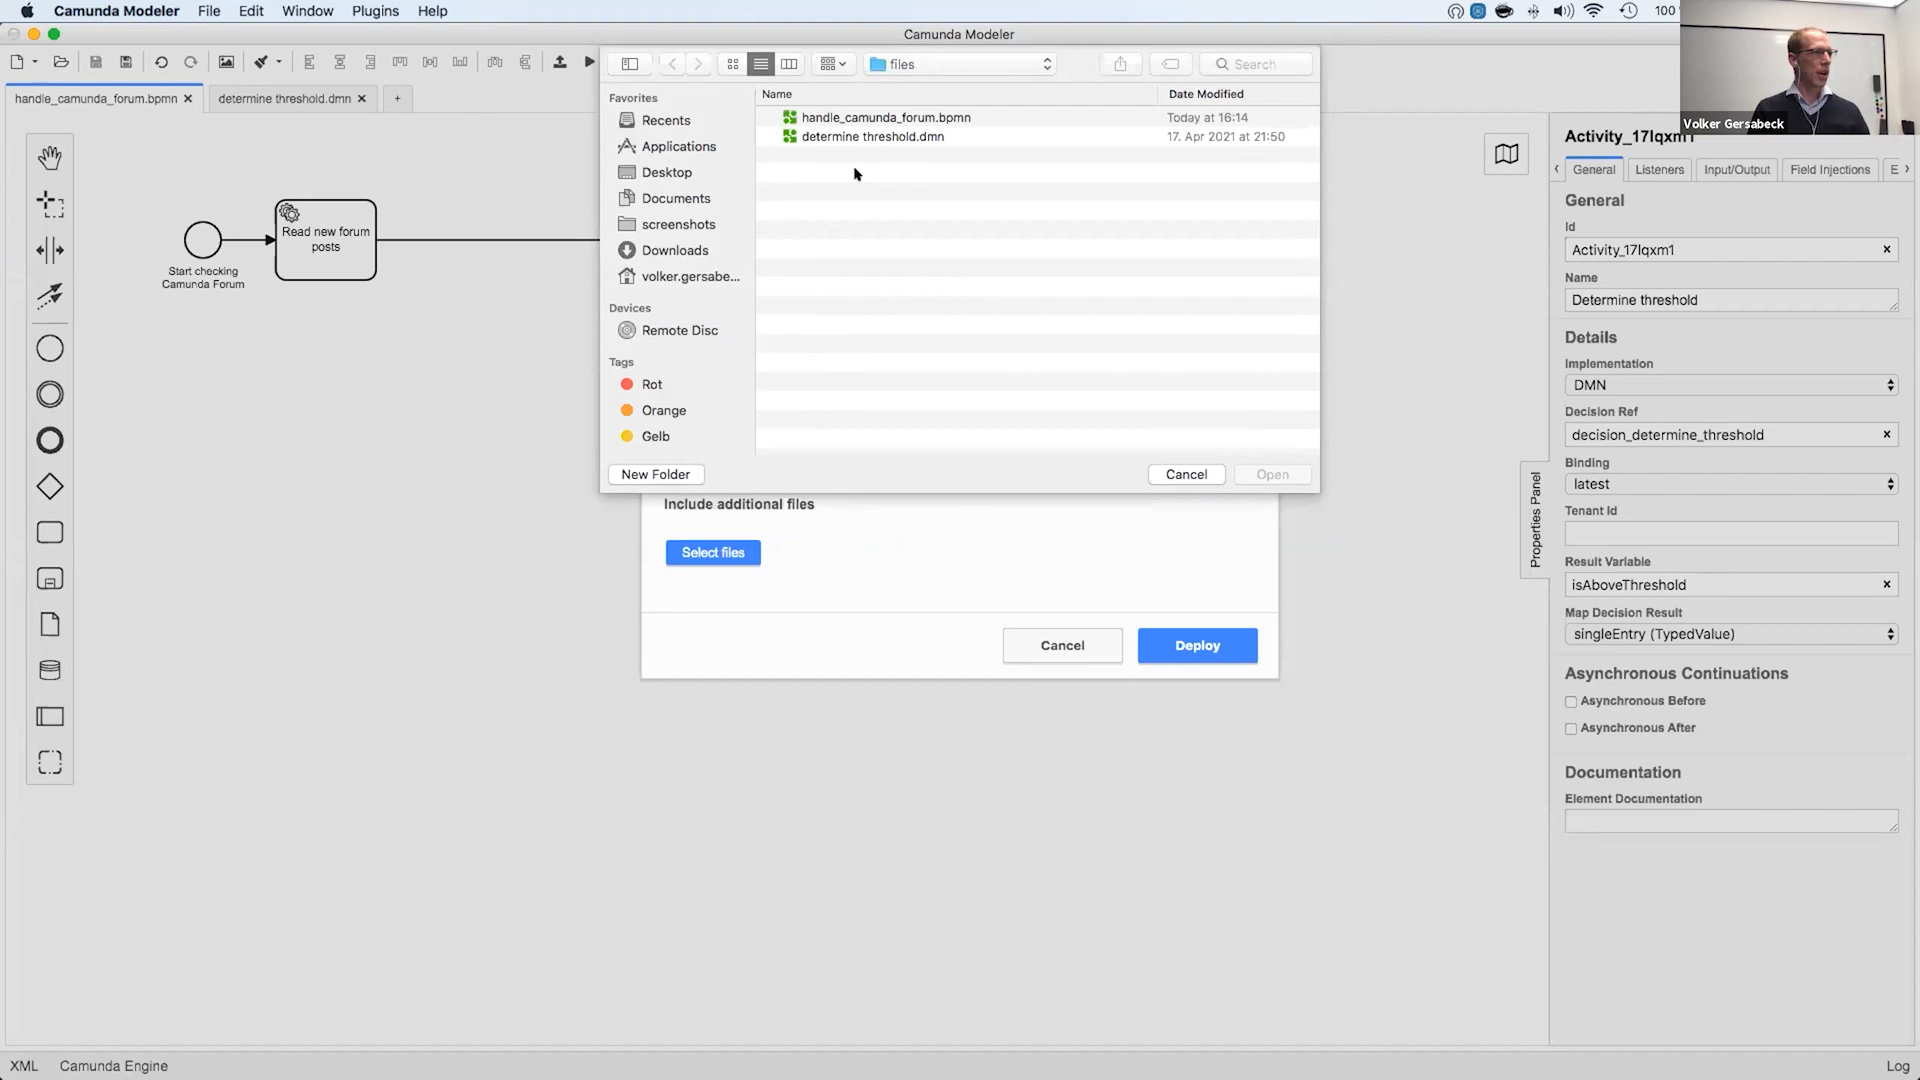 Camunda Modeler File Edit Window Plugins Help
100
Camunda Modeler
files
Search
handle_camunda_forum.bpmn
determine threshold.dmn
+
Favorites
Recents
Applications
Desktop
Documents
screenshots
Downloads
volker.gersabe...
Devices
Remote Disc
Tags
Rot
Orange
Gelb
Name Date Modified
handle_camunda_forum.bpmn Today at 16:14
determine threshold.dmn 17. Apr 2021 at 21:50
New Folder
Cancel
Open
Volker Gersabeck
Start checking
Camunda Forum
Read new forum
posts
Include additional files
Select files
Cancel
Deploy
Properties Panel
Activity_17lqxm1
General Listeners Input/Output Field Injections E
General
Id
Activity_17lqxm1
Name
Determine threshold
Details
Implementation
DMN
Decision Ref
decision_determine_threshold
Binding
latest
Tenant Id
Result Variable
isAboveThreshold
Map Decision Result
singleEntry (TypedValue)
Asynchronous Continuations
Asynchronous Before
Asynchronous After
Documentation
Element Documentation
XML Camunda Engine
Log